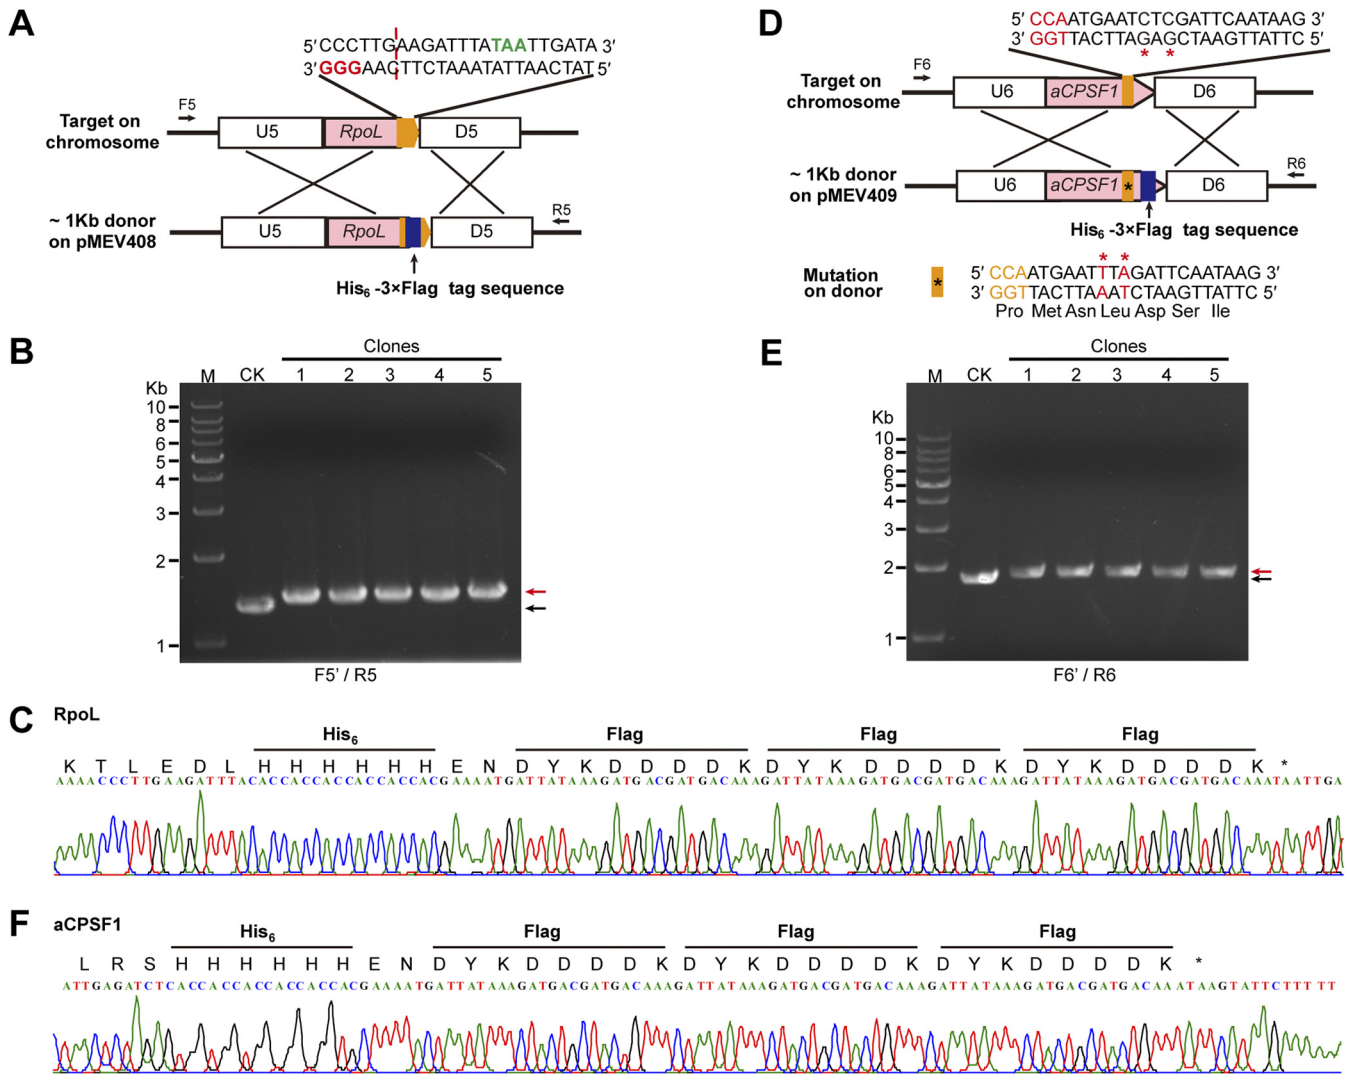 A
5′CCCTTGAAGATTTATAATTGATA 3′
3′GGGAACTTCTAAATATTAACTAT 5′
F5
Target on
chromosome
U5
RpoL
D5
~ 1Kb donor
on pMEV408
U5
RpoL
D5
R5
His6 -3×Flag tag sequence
D
5′ CCAATGAATCTCGATTCAATAAG 3′
3′ GGTTACTTAGAGCTAAGTTATTC 5′
* *
F6
Target on
chromosome
U6
aCPSF1
D6
~ 1Kb donor
on pMEV409
U6
aCPSF1
*
D6
R6
His6 -3×Flag tag sequence
Mutation
on donor
*
* *
5′ CCAATGAATTTAGATTCAATAAG 3′
3′ GGTTACTTAAATCTAAGTTATTC 5′
Pro Met Asn Leu Asp Ser Ile
B
Clones
Kb M CK 1 2 3 4 5
10
8
6
5
4
3
2
1
F5’ / R5
E
Clones
M CK 1 2 3 4 5
Kb
10
8
6
5
4
3
2
1
F6’ / R6
C RpoL
His6 Flag Flag Flag
K T L E D L H H H H H H E N D Y K D D D D K D Y K D D D D K D Y K D D D D K *
AAAACCCTTGAAGATTTACACCACCACCACCACCACGAAAATGATTATAAAGATGACGATGACAAAGATTATAAAGATGACGATGACAAAGATTATAAAGATGACGATGACAAATAATTGA
F aCPSF1
His6 Flag Flag Flag
L R S H H H H H H E N D Y K D D D D K D Y K D D D D K D Y K D D D D K *
ATTGAGATCTCACCACCACCACCACCACGAAAATGATTATAAAGATGACGATGACAAAGATTATAAAGATGACGATGACAAAGATTATAAAGATGACGATGACAAATAAGTATTCTTTTT